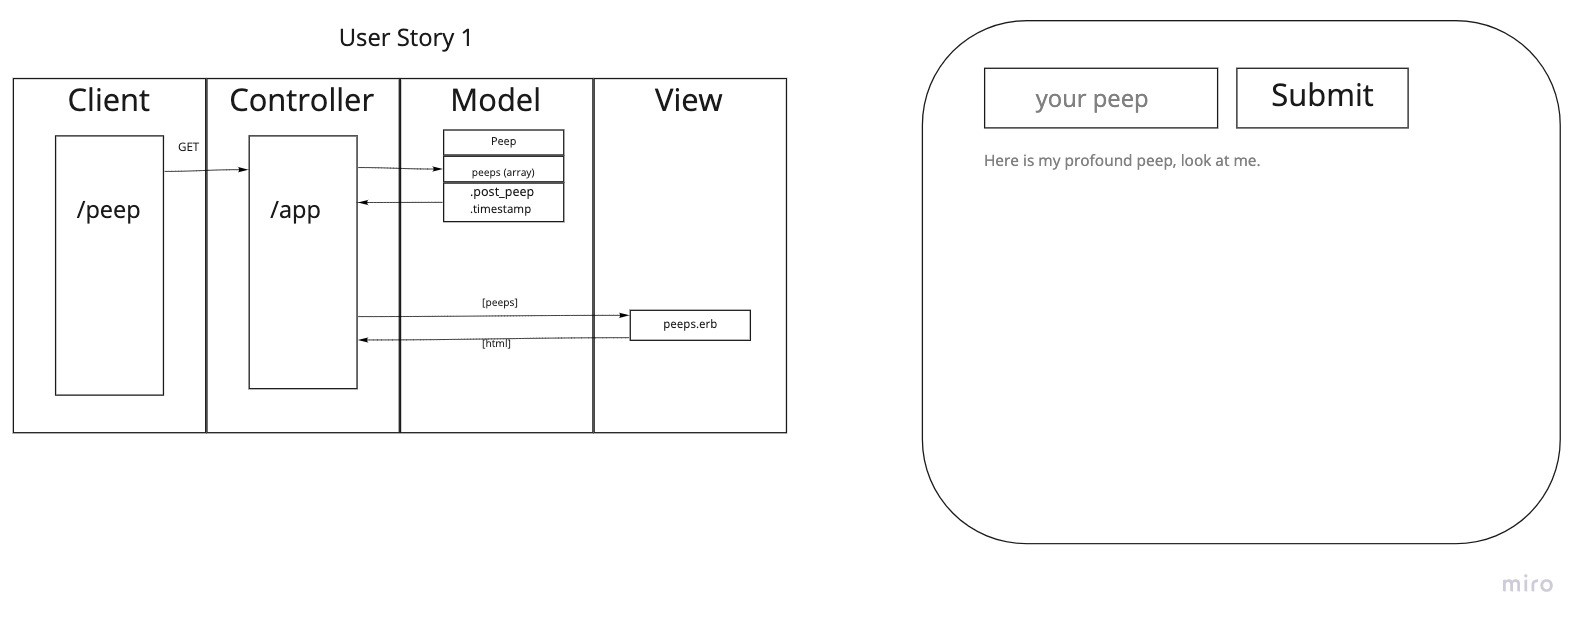 User Story 1
Client
Controller
Model
View
GET
/peep
/app
Peep
peeps (array)
.post_peep
.timestamp
[peeps]
peeps.erb
[html]
your peep
Submit
Here is my profound peep, look at me.
miro